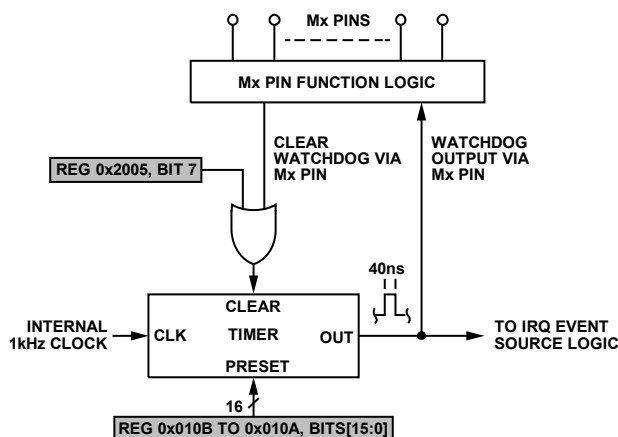 Mx PINS
Mx PIN FUNCTION LOGIC
CLEAR
WATCHDOG VIA
Mx PIN
WATCHDOG
OUTPUT VIA
Mx PIN
REG 0x2005, BIT 7
40ns
INTERNAL
1kHz CLOCK
CLEAR
CLK
TIMER
OUT
PRESET
TO IRQ EVENT
SOURCE LOGIC
16
REG 0x010B TO 0x010A, BITS[15:0]